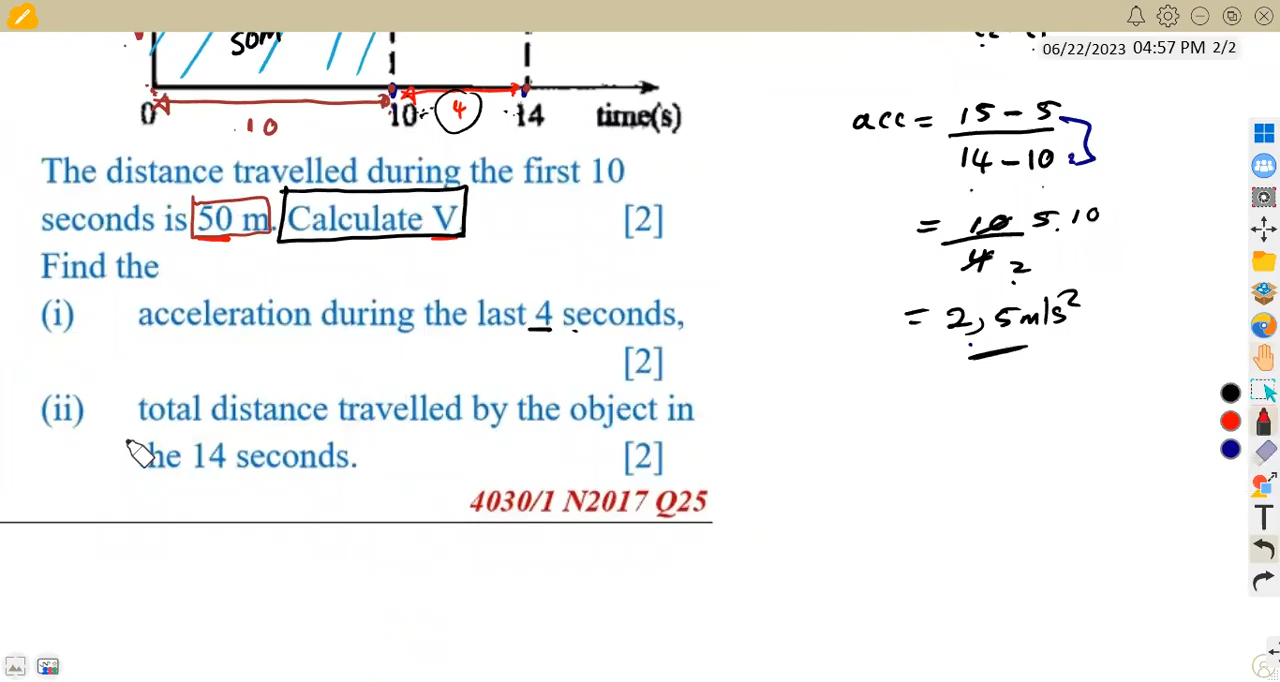 06/22/2023 04:57 PM 2/2
50m
0 10 14 time(s)
10 4
The distance travelled during the first 10
seconds is 50 m. Calculate V [2]
Find the
(i) acceleration during the last 4 seconds,
[2]
(ii) total distance travelled by the object in
he 14 seconds. [2]
4030/1 N2017 Q25
acc = 15 - 5
14 - 10
= 10 5.10
4 2
= 2,5m/s²
T